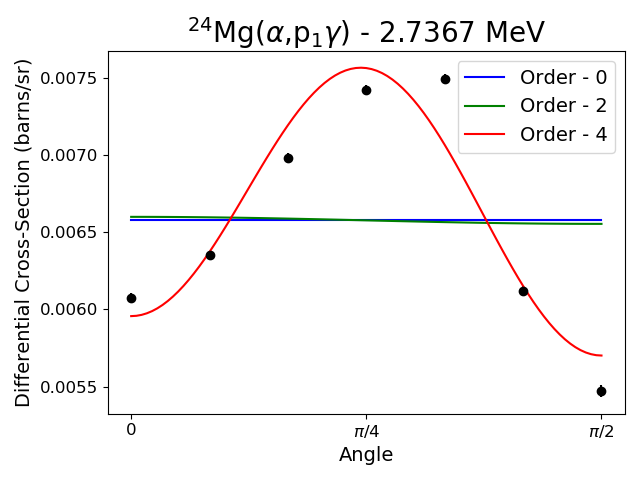 ²⁴Mg(α,p₁γ) - 2.7367 MeV
Differential Cross-Section (barns/sr)
0.0075
0.0070
0.0065
0.0060
0.0055
Order - 0
Order - 2
Order - 4
0
π/4
π/2
Angle